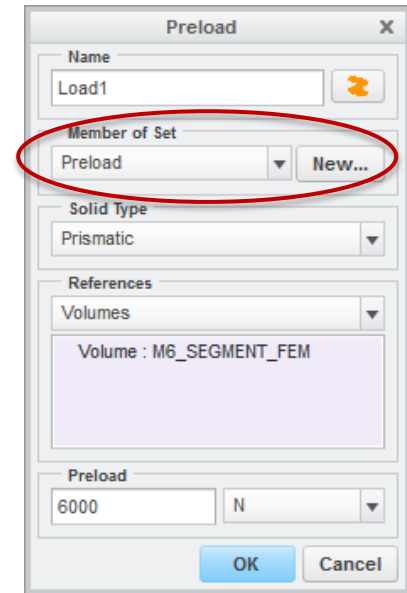 Preload X
Name
Load1
Member of Set
Preload New...
Solid Type
Prismatic
References
Volumes
Volume : M6_SEGMENT_FEM
Preload
6000 N
OK Cancel